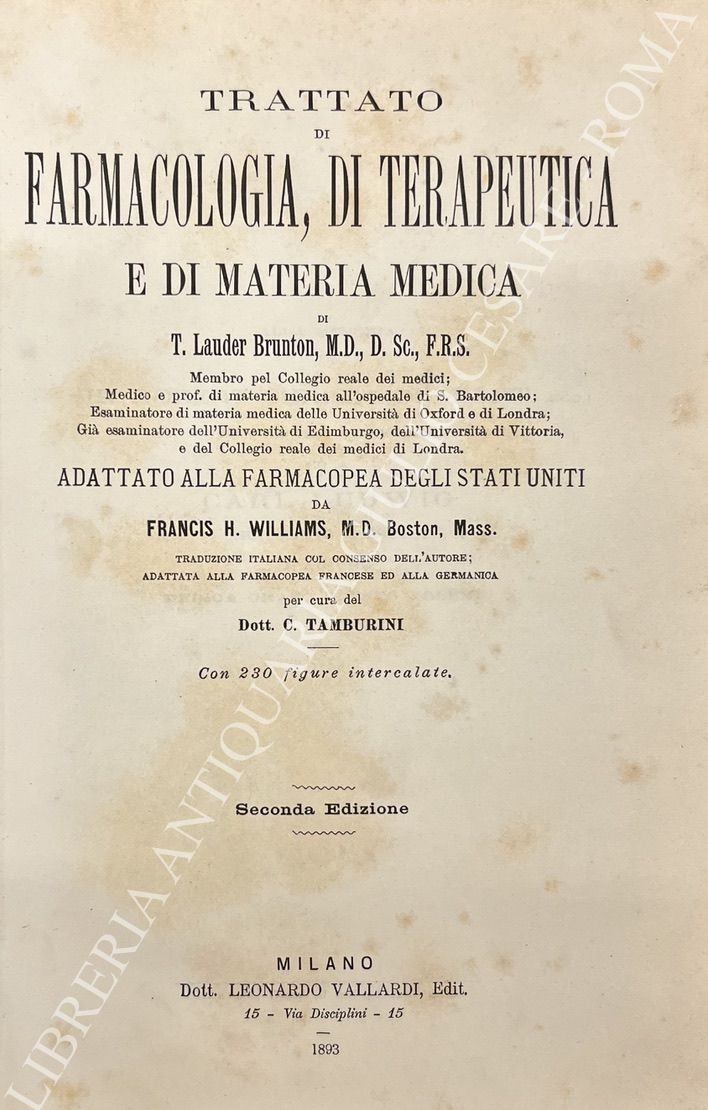 TRATTATO
DI
FARMACOLOGIA, DI TERAPEUTICA
E DI MATERIA MEDICA
DI
T. Lauder Brunton, M.D., D. Sc., F.R.S.
Membro pel Collegio reale dei medici;
Medico e prof. di materia medica all'ospedale di S. Bartolomeo;
Esaminatore di materia medica delle Università di Oxford e di Londra;
Già esaminatore dell'Università di Edimburgo, dell'Università di Vittoria,
e del Collegio reale dei medici di Londra.
ADATTATO ALLA FARMACOPEA DEGLI STATI UNITI
DA
FRANCIS H. WILLIAMS, M.D. Boston, Mass.
TRADUZIONE ITALIANA COL CONSENSO DELL'AUTORE;
ADATTATA ALLA FARMACOPEA FRANCESE ED ALLA GERMANICA
per cura del
Dott. C. TAMBURINI
Con 230 figure intercalate.
Seconda Edizione
MILANO
Dott. LEONARDO VALLARDI, Edit.
15 - Via Disciplini - 15
1893
LIBRERIA ANTIQUARIA GIULIO CESARE ROMA